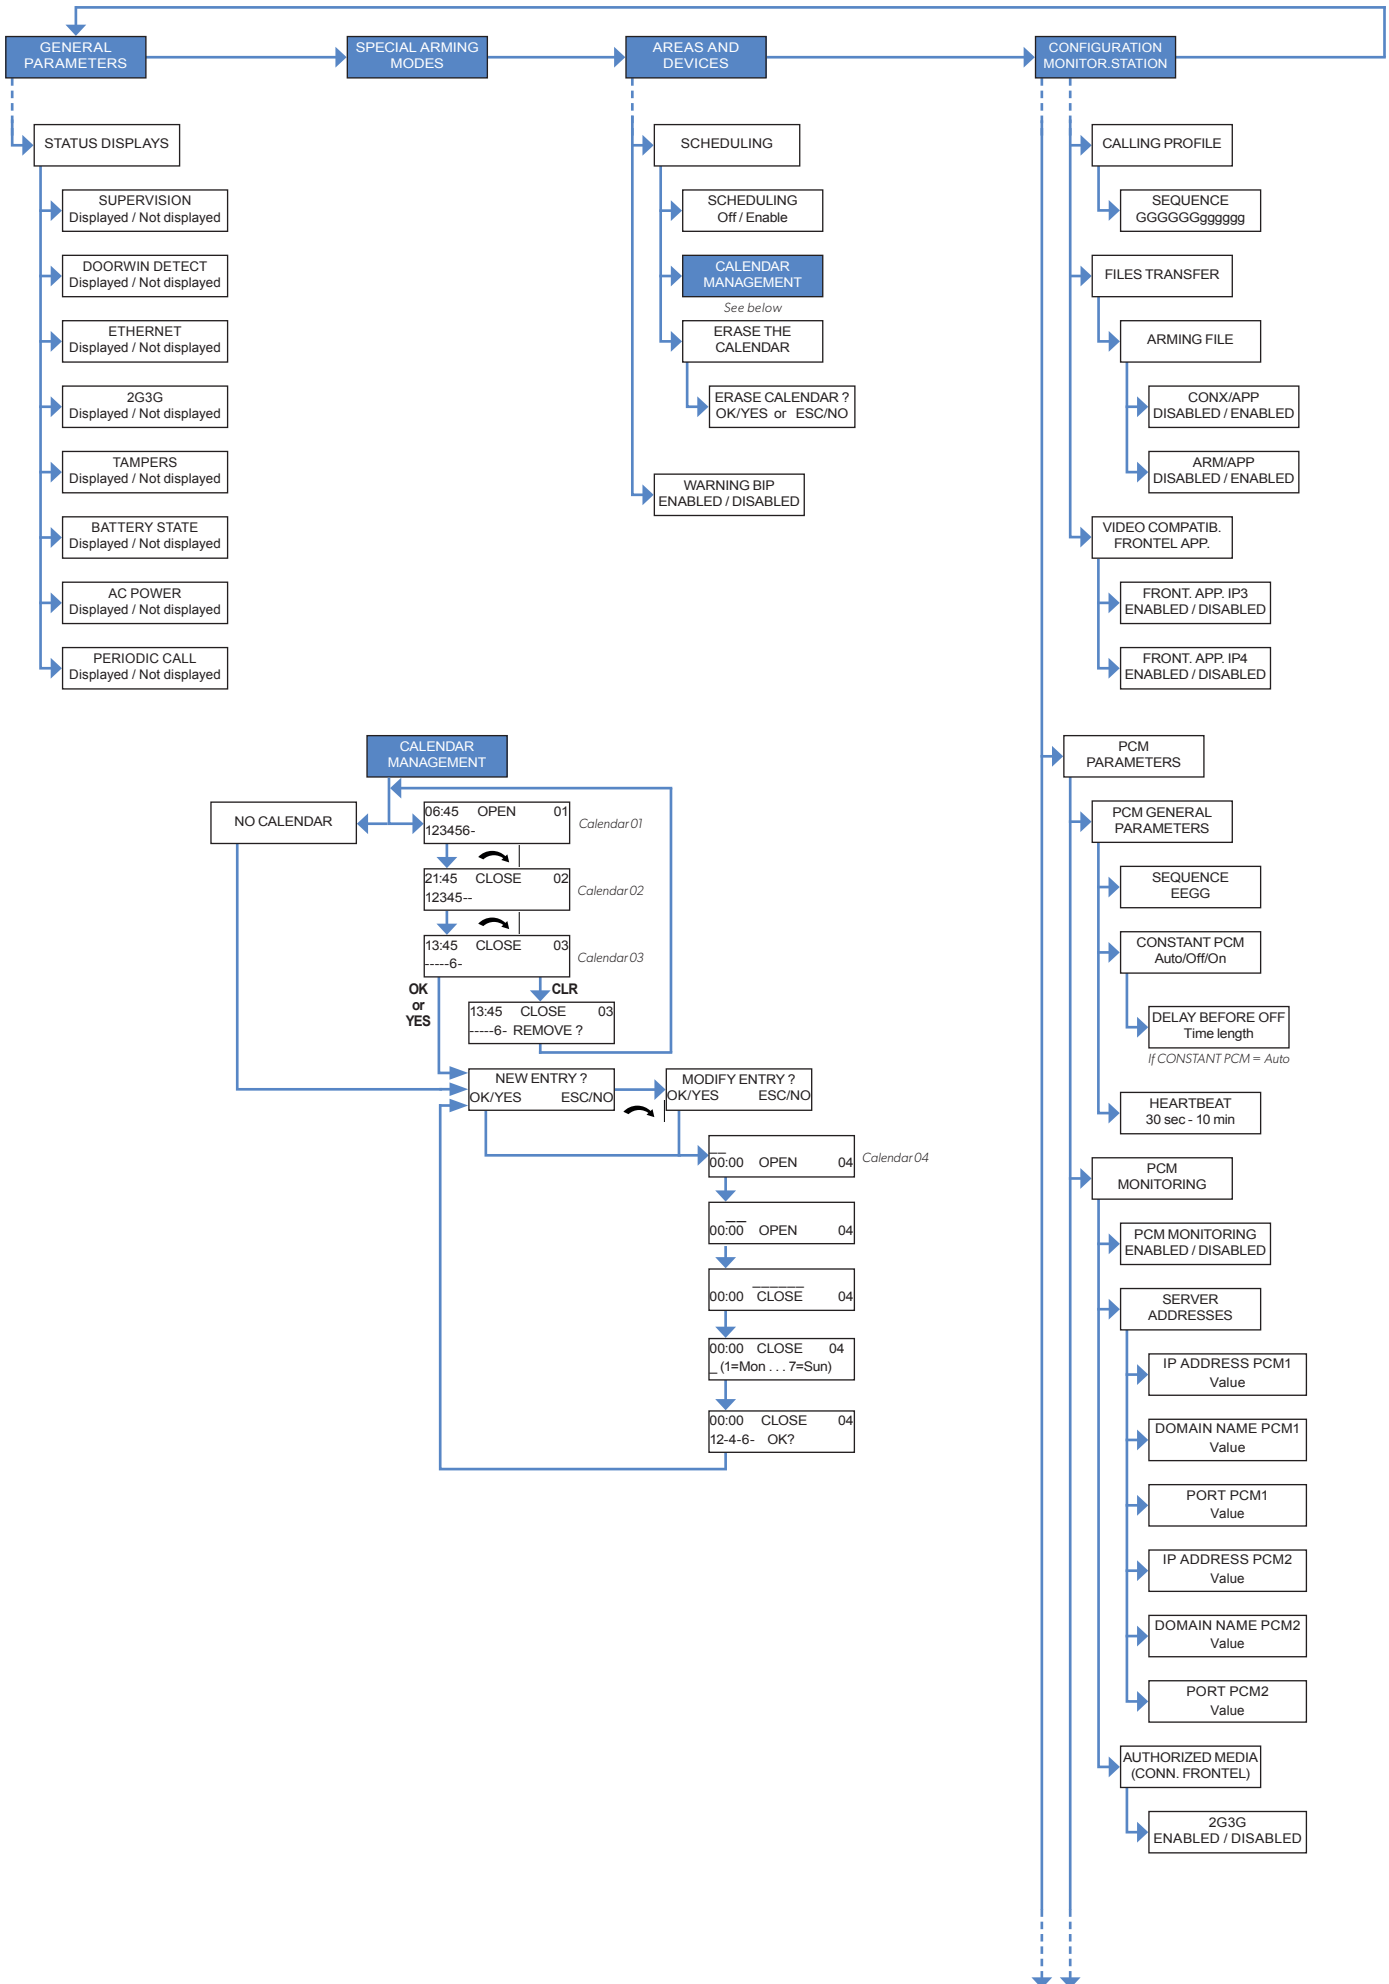 GENERAL
PARAMETERS
SPECIAL ARMING
MODES
AREAS AND
DEVICES
CONFIGURATION
MONITOR.STATION
STATUS DISPLAYS
SUPERVISION
Displayed / Not displayed
DOORWIN DETECT
Displayed / Not displayed
ETHERNET
Displayed / Not displayed
2G3G
Displayed / Not displayed
TAMPERS
Displayed / Not displayed
BATTERY STATE
Displayed / Not displayed
AC POWER
Displayed / Not displayed
PERIODIC CALL
Displayed / Not displayed
SCHEDULING
SCHEDULING
Off / Enable
CALENDAR
MANAGEMENT
See below
ERASE THE
CALENDAR
ERASE CALENDAR ?
OK/YES or ESC/NO
WARNING BIP
ENABLED / DISABLED
CALLING PROFILE
SEQUENCE
GGGGGGgggggg
FILES TRANSFER
ARMING FILE
CONX/APP
DISABLED / ENABLED
ARM/APP
DISABLED / ENABLED
VIDEO COMPATIB.
FRONTEL APP.
FRONT. APP. IP3
ENABLED / DISABLED
FRONT. APP. IP4
ENABLED / DISABLED
CALENDAR
MANAGEMENT
NO CALENDAR
06:45 OPEN 01
123456-
Calendar 01
21:45 CLOSE 02
12345--
Calendar 02
13:45 CLOSE 03
-----6-
Calendar 03
OK
or
YES
CLR
13:45 CLOSE 03
-----6- REMOVE ?
NEW ENTRY ?
OK/YES ESC/NO
MODIFY ENTRY ?
OK/YES ESC/NO
__
00:00 OPEN 04
Calendar 04
__
00:00 OPEN 04
______
00:00 CLOSE 04
00:00 CLOSE 04
_ (1=Mon . . . 7=Sun)
00:00 CLOSE 04
12-4-6- OK?
PCM
PARAMETERS
PCM GENERAL
PARAMETERS
SEQUENCE
EEGG
CONSTANT PCM
Auto/Off/On
DELAY BEFORE OFF
Time length
If CONSTANT PCM = Auto
HEARTBEAT
30 sec - 10 min
PCM
MONITORING
PCM MONITORING
ENABLED / DISABLED
SERVER
ADDRESSES
IP ADDRESS PCM1
Value
DOMAIN NAME PCM1
Value
PORT PCM1
Value
IP ADDRESS PCM2
Value
DOMAIN NAME PCM2
Value
PORT PCM2
Value
AUTHORIZED MEDIA
(CONN. FRONTEL)
2G3G
ENABLED / DISABLED